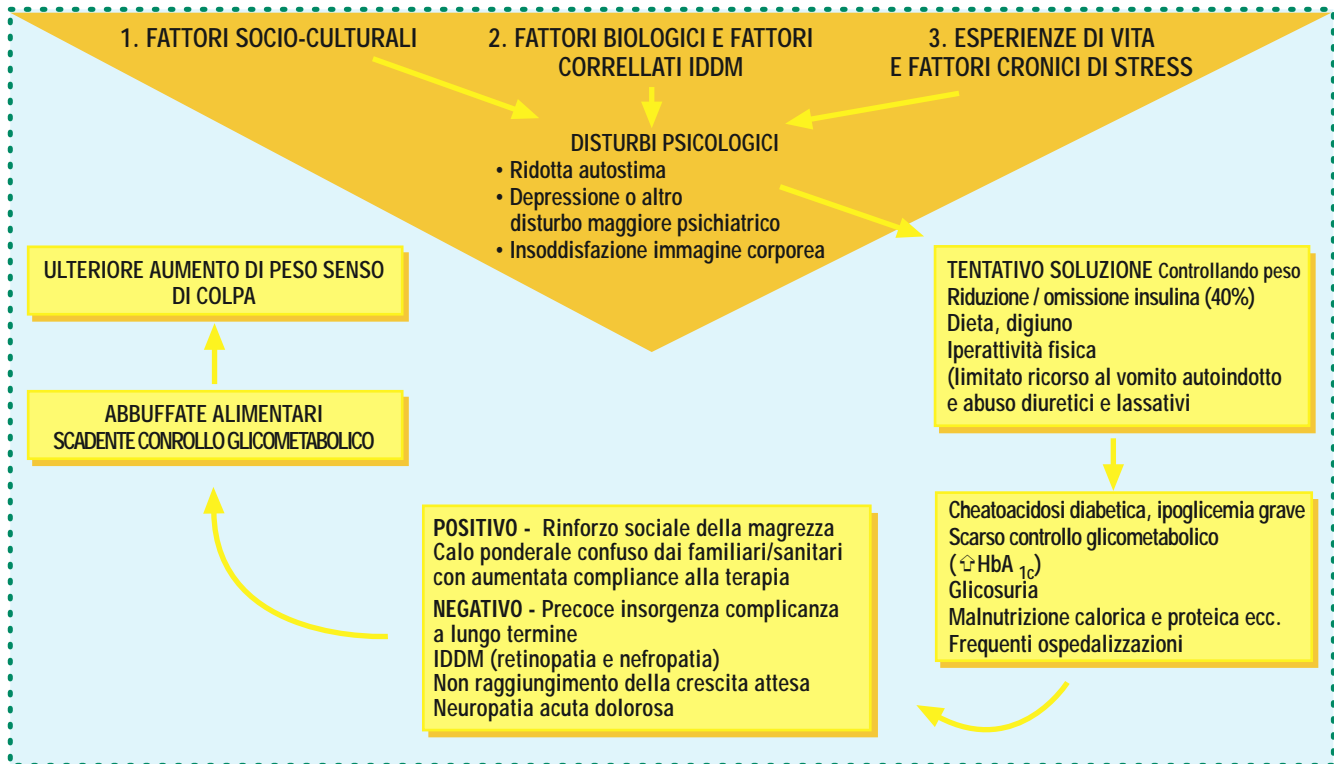 1. FATTORI SOCIO-CULTURALI
2. FATTORI BIOLOGICI E FATTORI
CORRELLATI IDDM
3. ESPERIENZE DI VITA
E FATTORI CRONICI DI STRESS
DISTURBI PSICOLOGICI
• Ridotta autostima
• Depressione o altro
disturbo maggiore psichiatrico
• Insoddisfazione immagine corporea
TENTATIVO SOLUZIONE Controllando peso
Riduzione / omissione insulina (40%)
Dieta, digiuno
Iperattività fisica
(limitato ricorso al vomito autoindotto
e abuso diuretici e lassativi
Cheatoacidosi diabetica, ipoglicemia grave
Scarso controllo glicometabolico
(⇧HbA 1c)
Glicosuria
Malnutrizione calorica e proteica ecc.
Frequenti ospedalizzazioni
POSITIVO - Rinforzo sociale della magrezza
Calo ponderale confuso dai familiari/sanitari
con aumentata compliance alla terapia
NEGATIVO - Precoce insorgenza complicanza
a lungo termine
IDDM (retinopatia e nefropatia)
Non raggiungimento della crescita attesa
Neuropatia acuta dolorosa
ABBUFFATE ALIMENTARI
SCADENTE CONROLLO GLICOMETABOLICO
ULTERIORE AUMENTO DI PESO SENSO
DI COLPA